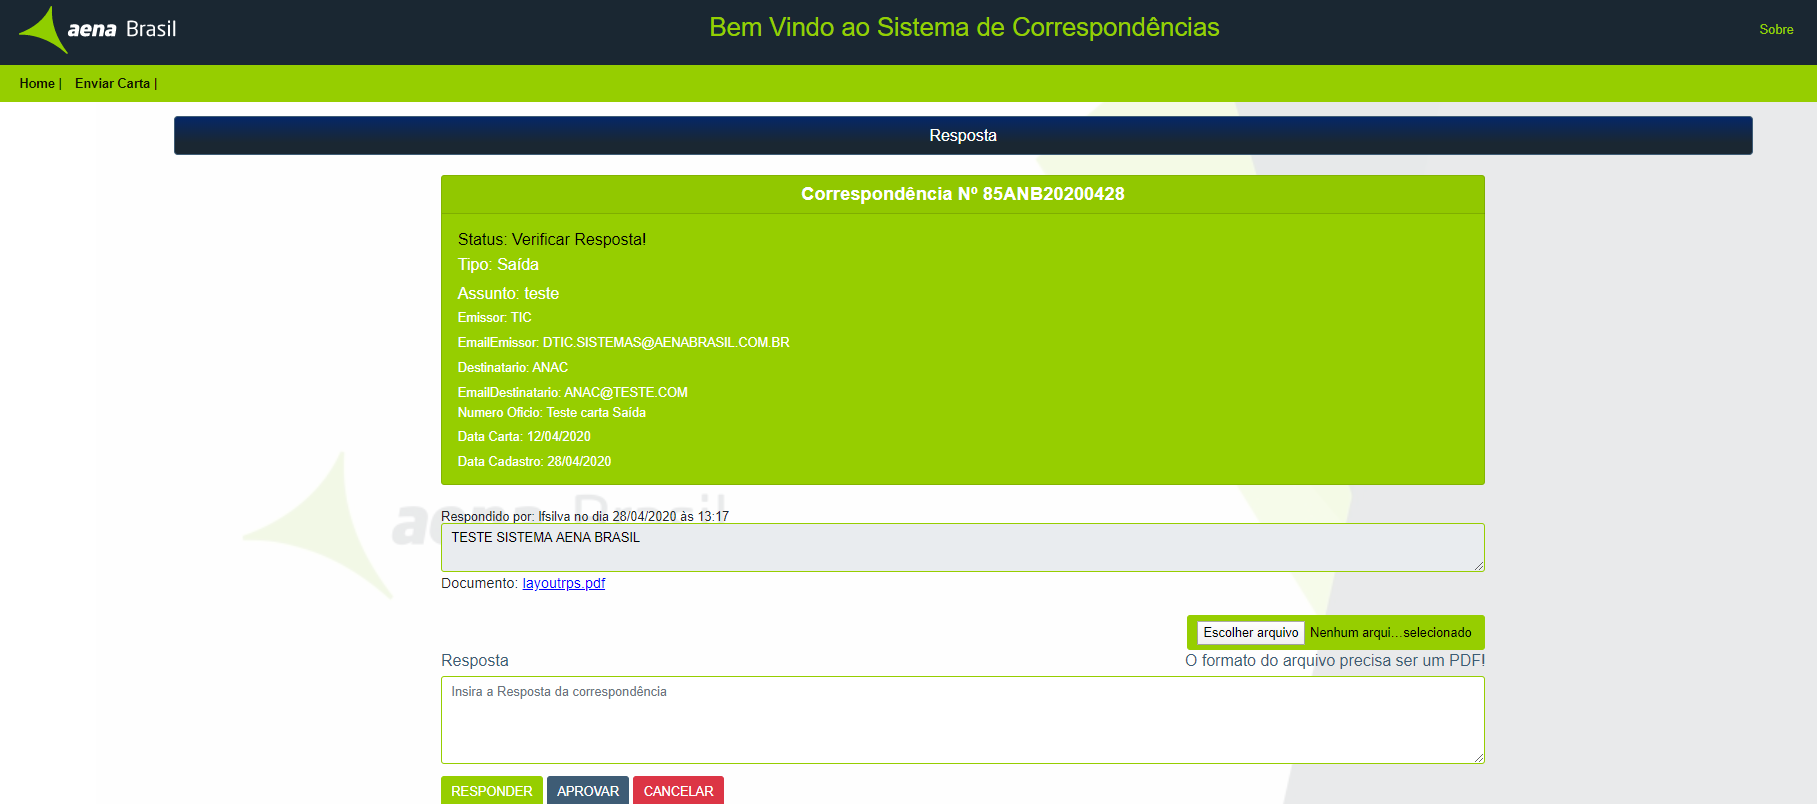 aena Brasil
Bem Vindo ao Sistema de Correspondências
Sobre
Home | Enviar Carta |
Resposta
Correspondência Nº 85ANB20200428
Status: Verificar Resposta!
Tipo: Saída
Assunto: teste
Emissor: TIC
EmailEmissor: DTIC.SISTEMAS@AENABRASIL.COM.BR
Destinatario: ANAC
EmailDestinatario: ANAC@TESTE.COM
Numero Oficio: Teste carta Saída
Data Carta: 12/04/2020
Data Cadastro: 28/04/2020
aena Brasil
Respondido por: lfsilva no dia 28/04/2020 às 13:17
TESTE SISTEMA AENA BRASIL
Documento: layoutrps.pdf
Escolher arquivo Nenhum arqui...selecionado
Resposta O formato do arquivo precisa ser um PDF!
Insira a Resposta da correspondência
RESPONDER APROVAR CANCELAR